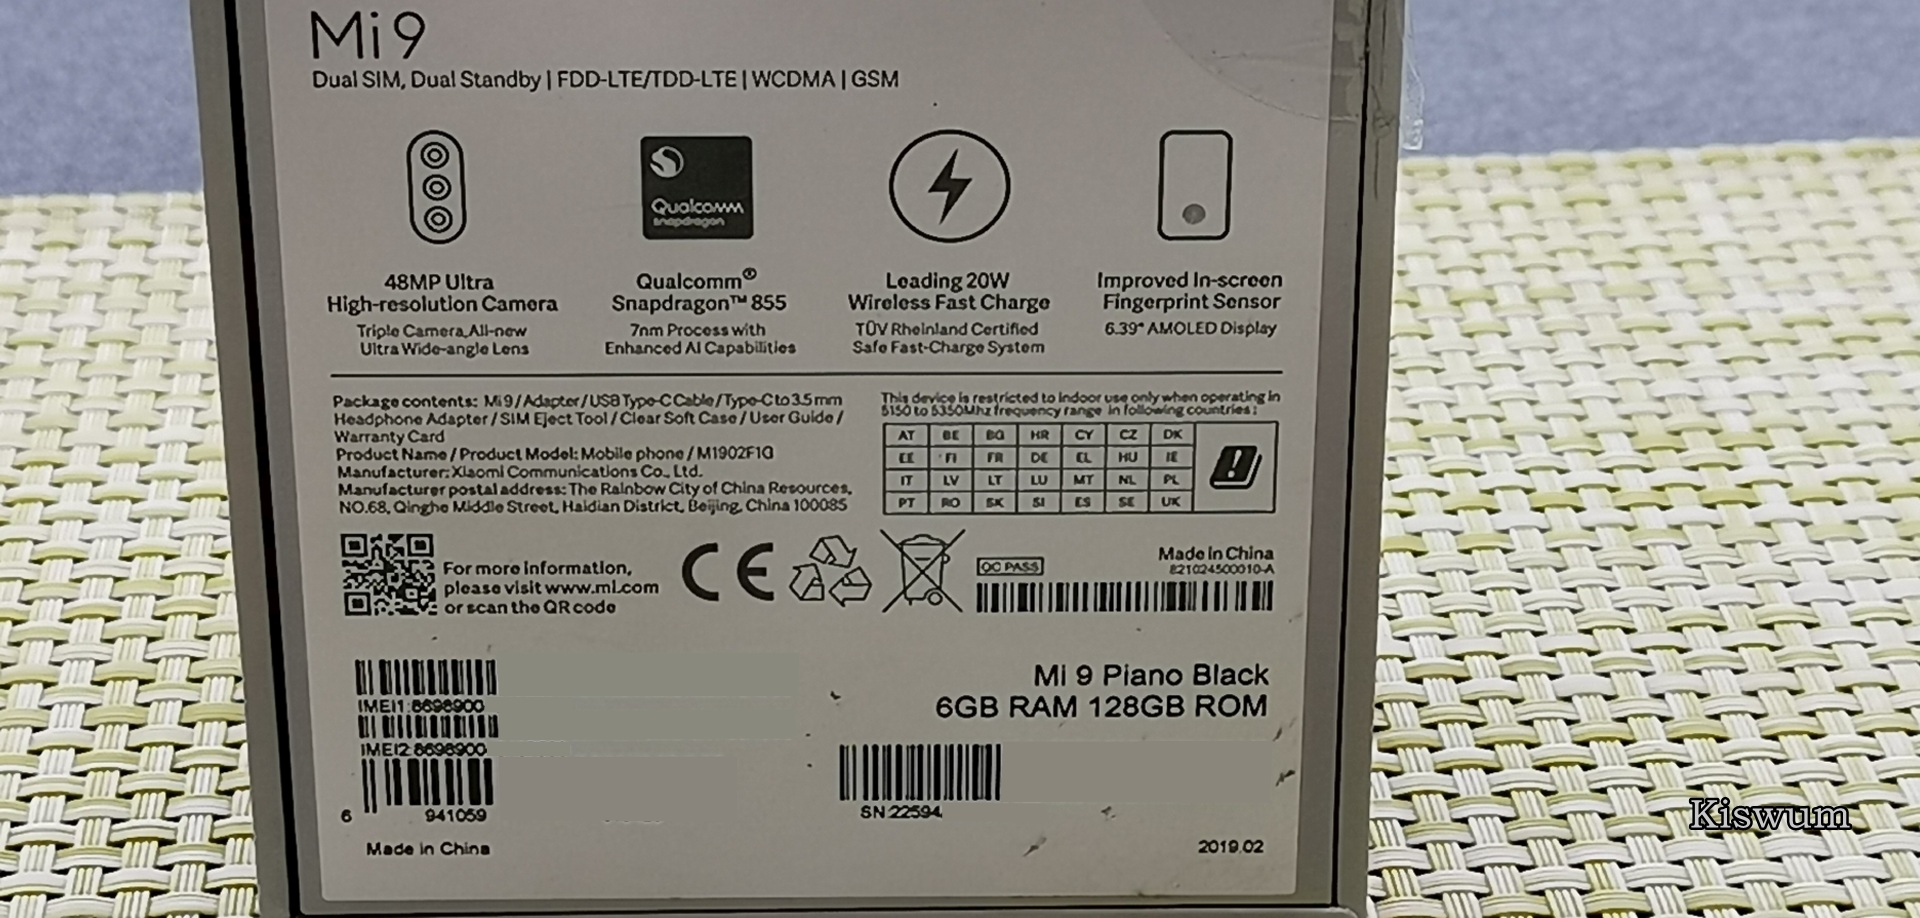 Mi 9
Dual SIM, Dual Standby | FDD-LTE/TDD-LTE | WCDMA | GSM
Qualcomm
snapdragon
48MP Ultra
High-resolution Camera
Triple Camera, All-new
Ultra Wide-angle Lens
Qualcomm®
Snapdragon™ 855
7nm Process with
Enhanced AI Capabilities
Leading 20W
Wireless Fast Charge
TÜV Rheinland Certified
Safe Fast-Charge System
Improved In-screen
Fingerprint Sensor
6.39" AMOLED Display
Package contents: Mi 9 / Adapter / USB Type-C Cable / Type-C to 3.5 mm
Headphone Adapter / SIM Eject Tool / Clear Soft Case / User Guide /
Warranty Card
Product Name / Product Model: Mobile phone / M1902F1G
Manufacturer: Xiaomi Communications Co., Ltd.
Manufacturer postal address: The Rainbow City of China Resources,
NO.68, Qinghe Middle Street, Haidian District, Beijing, China 100085
This device is restricted to indoor use only when operating in
5150 to 5350Mhz frequency range in following countries:
AT BE BG HR CY CZ DK
EE FI FR DE EL HU IE
IT LV LT LU MT NL PL
PT RO SK SI ES SE UK
For more information,
please visit www.mi.com
or scan the QR code
CE
QC PASS
Made in China
821024500010-A
Mi 9 Piano Black
6GB RAM 128GB ROM
IMEI1:8698900
IMEI2:8698900
6 941059
SN:22594
Made in China
2019.02
Kiswum